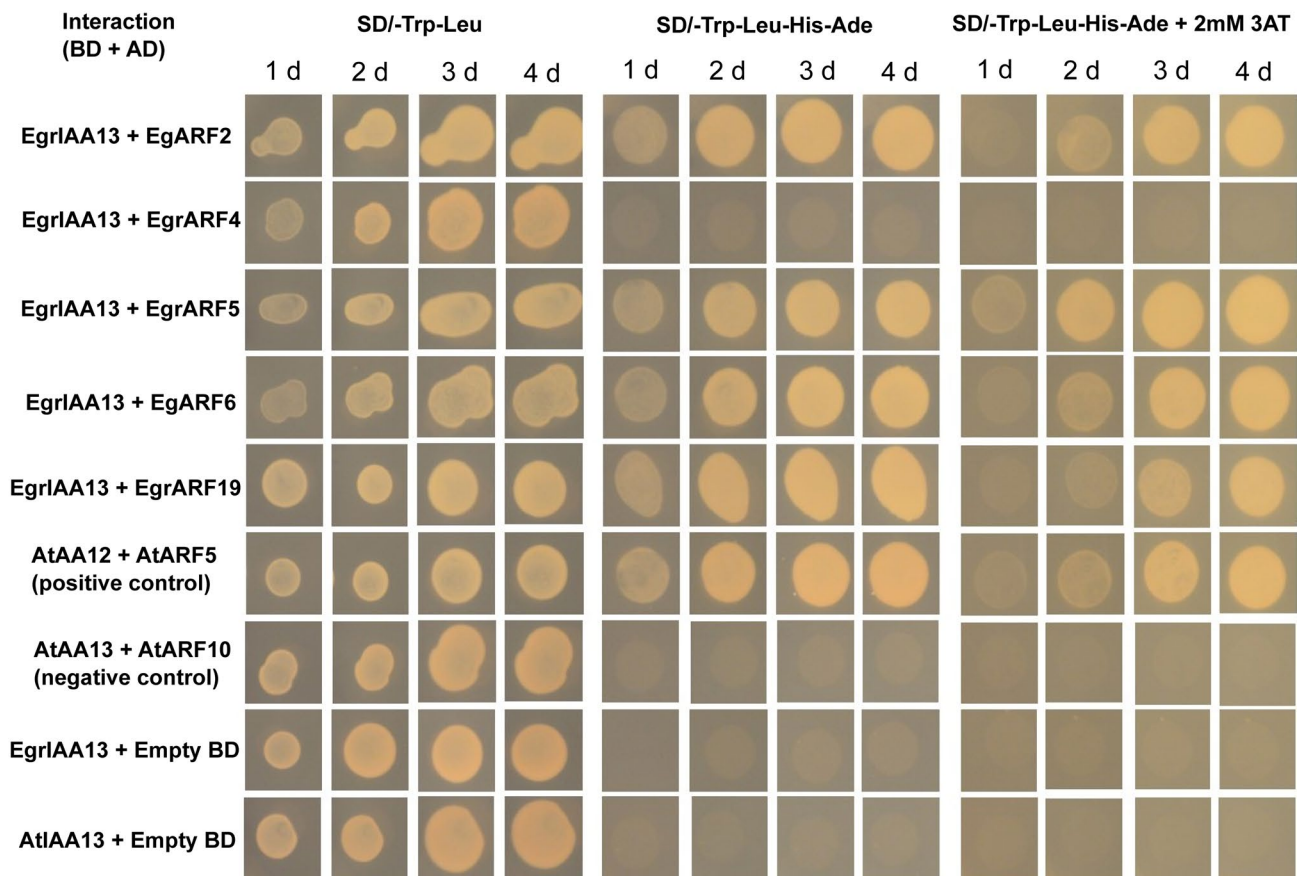 Interaction
(BD + AD)
SD/-Trp-Leu
SD/-Trp-Leu-His-Ade
SD/-Trp-Leu-His-Ade + 2mM 3AT
1 d 2 d 3 d 4 d 1 d 2 d 3 d 4 d 1 d 2 d 3 d 4 d
EgrIAA13 + EgARF2
EgrIAA13 + EgrARF4
EgrIAA13 + EgrARF5
EgrIAA13 + EgARF6
EgrIAA13 + EgrARF19
AtAA12 + AtARF5
(positive control)
AtAA13 + AtARF10
(negative control)
EgrIAA13 + Empty BD
AtIAA13 + Empty BD